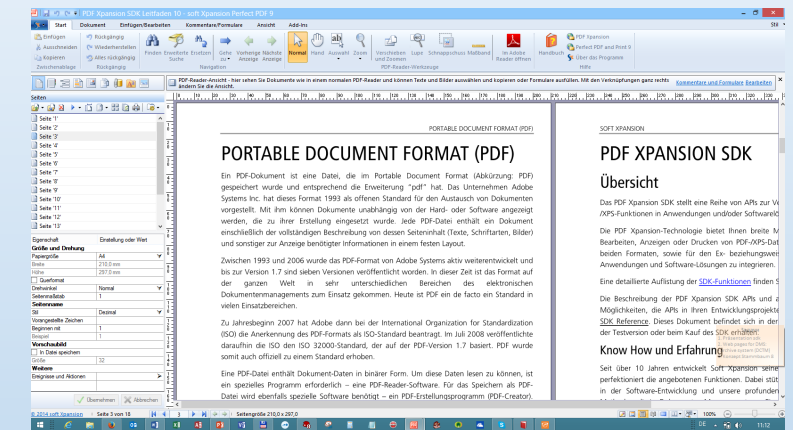 PDF Xpansion SDK Leitfaden 10 - soft Xpansion Perfect PDF 9
Start Dokument Einfügen/Bearbeiten Kommentare/Formulare Ansicht Add-Ins
Stil
Einfügen
Ausschneiden
Kopieren
Zwischenablage
Rückgängig
Wiederherstellen
Alles rückgängig
Rückgängig
Finden Erweiterte Ersetzen Gehe zu Vorherige Anzeige Nächste Anzeige
Navigation
Normal Hand Auswahl Zoom Verschieben und Zoomen Lupe Schnappschuss Maßband In Adobe Reader öffnen
PDF-Reader-Werkzeuge
Handbuch
PDF Xpansion
Perfect PDF and Print 9
Über das Programm
Hilfe
PDF-Reader-Ansicht - hier sehen Sie Dokumente wie in einem normalen PDF-Reader und können Texte und Bilder auswählen und kopieren oder Formulare ausfüllen. Mit den Verknüpfungen ganz rechts
ändern Sie die Ansicht.
Kommentare und Formulare Bearbeiten
Seiten
Seite '1'
Seite '2'
Seite '3'
Seite '4'
Seite '5'
Seite '6'
Seite '7'
Seite '8'
Seite '9'
Seite '10'
Seite '11'
Seite '12'
Seite '13'
Eigenschaft Einstellung oder Wert
Größe und Drehung
Papiergröße A4
Breite 210,0 mm
Höhe 297,0 mm
Querformat
Drehwinkel Normal
Seitenmaßstab 1
Seitenname
Stil Dezimal
Vorangestellte Zeichen
Beginnen mit 1
Beispiel 1
Vorschaubild
In Datei speichern
Größe 32
Weitere
Ereignisse und Aktionen
Übernehmen Abbrechen
PORTABLE DOCUMENT FORMAT (PDF)
PORTABLE DOCUMENT FORMAT (PDF)
Ein PDF-Dokument ist eine Datei, die im Portable Document Format (Abkürzung: PDF)
gespeichert wurde und entsprechend die Erweiterung "pdf" hat. Das Unternehmen Adobe
Systems Inc. hat dieses Format 1993 als offenen Standard für den Austausch von Dokumenten
vorgestellt. Mit ihm können Dokumente unabhängig von der Hard- oder Software angezeigt
werden, die zu ihrer Erstellung eingesetzt wurde. Jede PDF-Datei enthält ein Dokument
einschließlich der vollständigen Beschreibung von dessen Seiteninhalt (Texte, Schriftarten, Bilder)
und sonstiger zur Anzeige benötigter Informationen in einem festen Layout.
Zwischen 1993 und 2006 wurde das PDF-Format von Adobe Systems aktiv weiterentwickelt und
bis zur Version 1.7 sind sieben Versionen veröffentlicht worden. In dieser Zeit ist das Format auf
der ganzen Welt in sehr unterschiedlichen Bereichen des elektronischen
Dokumentenmanagements zum Einsatz gekommen. Heute ist PDF ein de facto ein Standard in
vielen Einsatzbereichen.
Zu Jahresbeginn 2007 hat Adobe dann bei der International Organization for Standardization
(ISO) die Anerkennung des PDF-Formats als ISO-Standard beantragt. Im Juli 2008 veröffentlichte
daraufhin die ISO den ISO 32000-Standard, der auf der PDF-Version 1.7 basiert. PDF wurde
somit auch offiziell zu einem Standard erhoben.
Eine PDF-Datei enthält Dokument-Daten in binärer Form. Um diese Daten lesen zu können, ist
ein spezielles Programm erforderlich – eine PDF-Reader-Software. Für das Speichern als PDF-
Datei wird ebenfalls spezielle Software benötigt – ein PDF-Erstellungsprogramm (PDF-Creator).
SOFT XPANSION
PDF XPANSION SDK
Übersicht
Das PDF Xpansion SDK stellt eine Reihe von APIs zur Ve
/XPS-Funktionen in Anwendungen und/oder Softwarelö
Die PDF Xpansion-Technologie bietet Ihnen breite M
Bearbeiten, Anzeigen oder Drucken von PDF-/XPS-Dat
beiden Formaten, sowie für den Ex- beziehungsweis
Anwendungen und Software-Lösungen zu integrieren.
Eine detaillierte Auflistung der SDK-Funktionen finden S
Die Beschreibung der PDF Xpansion SDK APIs und a
Möglichkeiten, die APIs in Ihren Entwicklungsprojekte
SDK Reference. Dieses Dokument befindet sich in der
der Testversion oder beim Kauf des SDK erhalten.
Know How und Erfahrung
Seit über 10 Jahren entwickelt Soft Xpansion seine
perfektioniert die angebotenen Funktionen. Dabei stüt
in der Software-Entwicklung und unsere profunden
© 2014 soft Xpansion Seite 3 von 18 3 Seitengröße 210,0 x 297,0 100%
DE 11:12